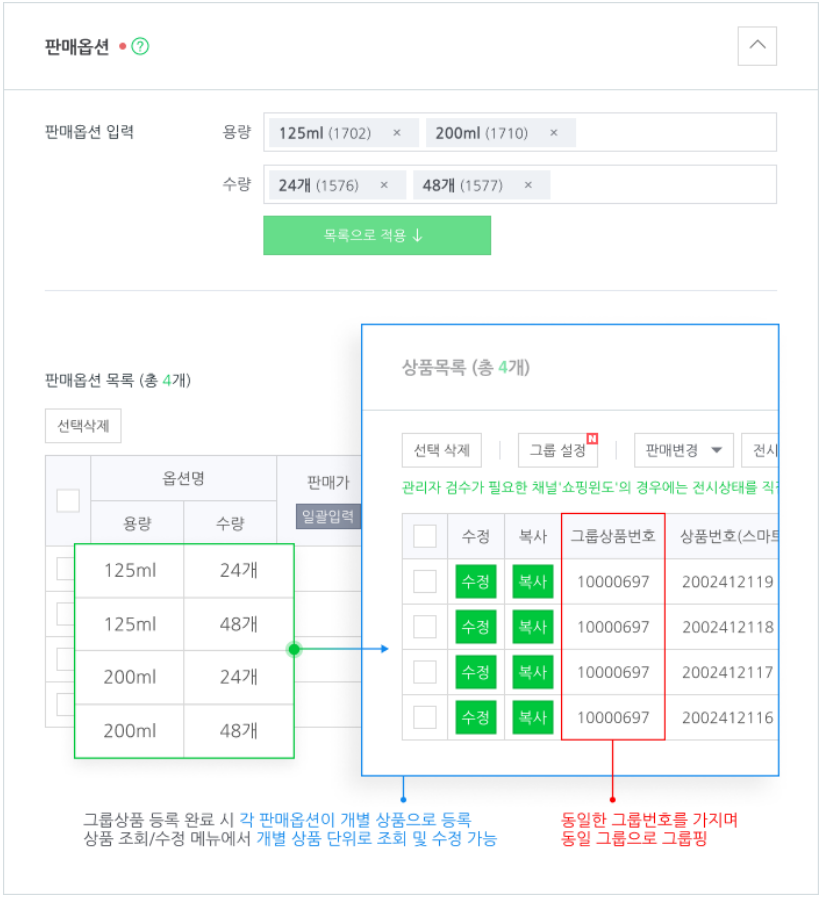 판매옵션 ?
판매옵션 입력 용량 125ml (1702) × 200ml (1710) ×
수량 24개 (1576) × 48개 (1577) ×
목록으로 적용 ↓
판매옵션 목록 (총 4개)
선택삭제
옵션명 판매가
용량 수량 일괄입력
125ml 24개
125ml 48개
200ml 24개
200ml 48개
상품목록 (총 4개)
선택 삭제 그룹 설정 N 판매변경 전시
관리자 검수가 필요한 채널'쇼핑윈도'의 경우에는 전시상태를 직
수정 복사 그룹상품번호 상품번호(스마트
수정 복사 10000697 2002412119
수정 복사 10000697 2002412118
수정 복사 10000697 2002412117
수정 복사 10000697 2002412116
그룹상품 등록 완료 시 각 판매옵션이 개별 상품으로 등록
상품 조회/수정 메뉴에서 개별 상품 단위로 조회 및 수정 가능
동일한 그룹번호를 가지며
동일 그룹으로 그룹핑